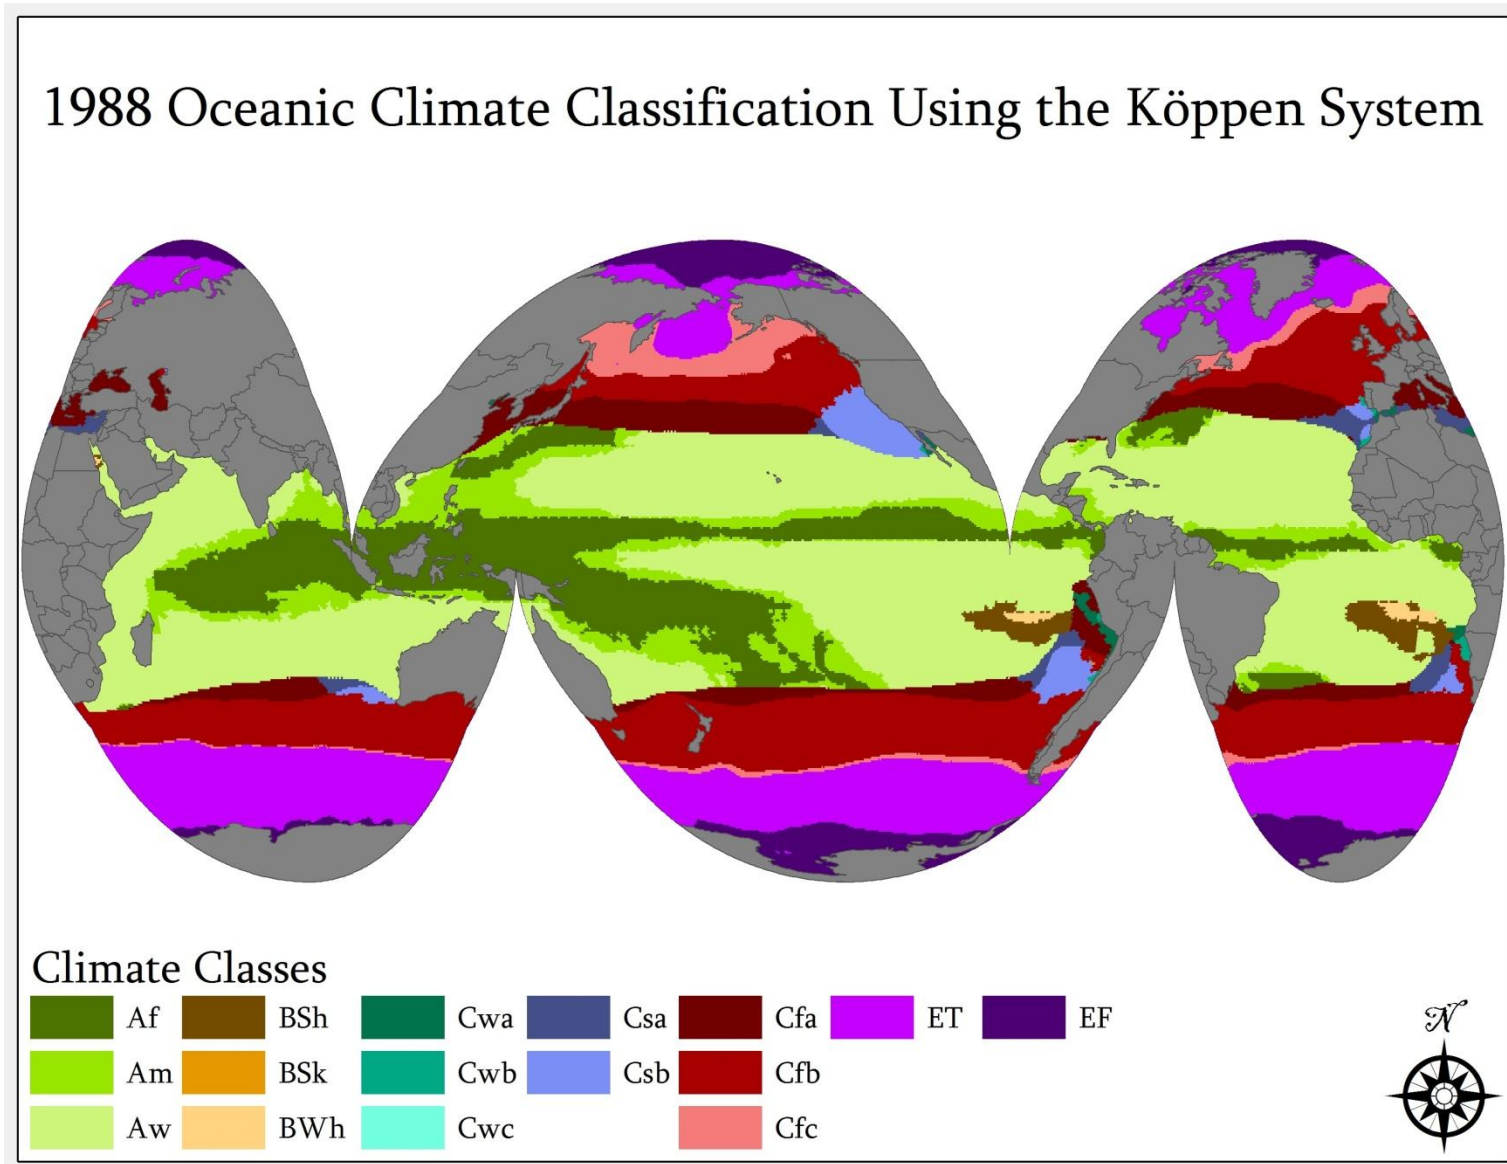 1988 Oceanic Climate Classification Using the Köppen System
Climate Classes
Af BSh Cwa Csa Cfa ET EF
Am BSk Cwb Csb Cfb
Aw BWh Cwc Cfc
N